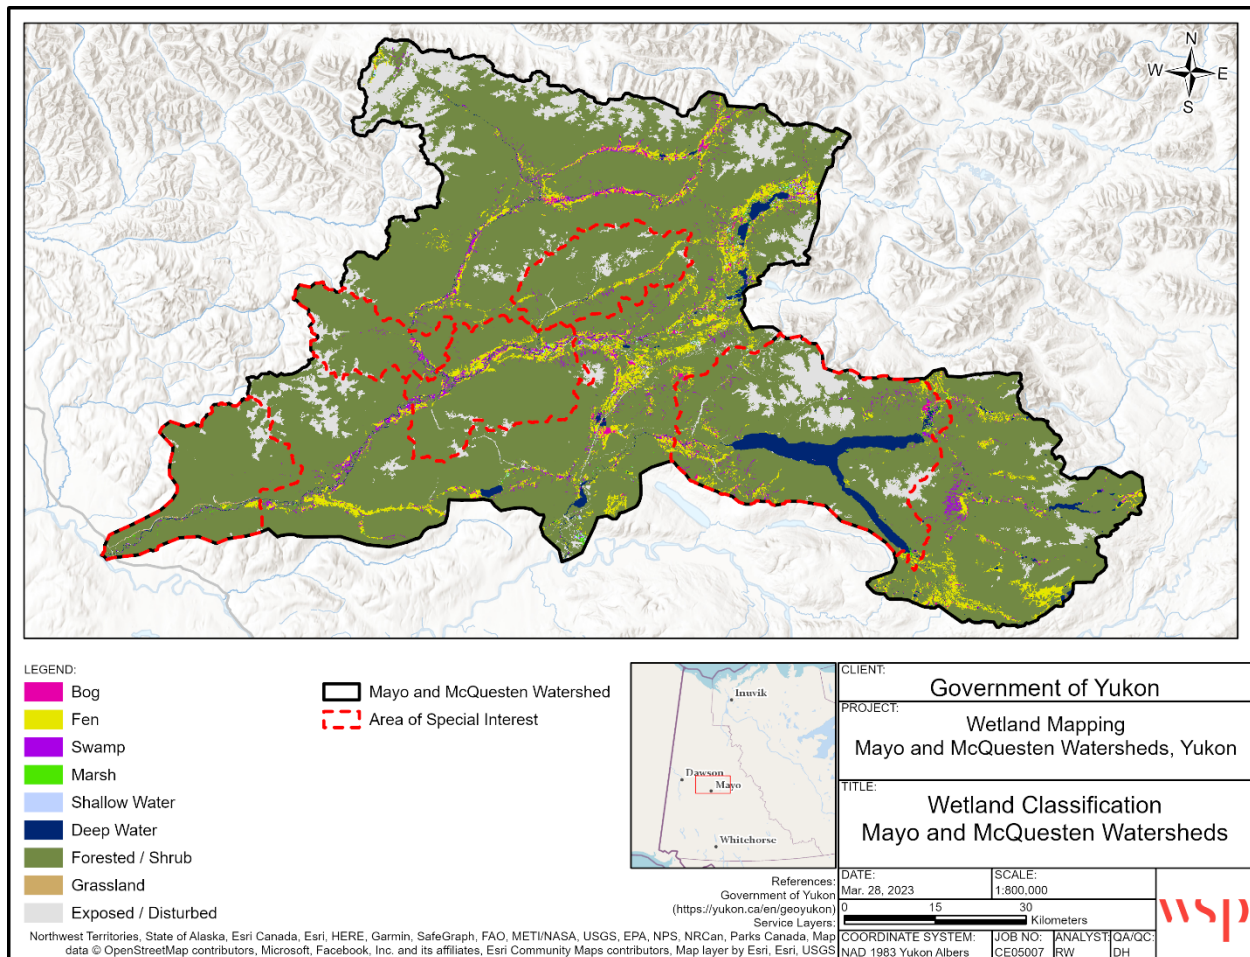 N
W
E
S
LEGEND:
Bog
Fen
Swamp
Marsh
Shallow Water
Deep Water
Forested / Shrub
Grassland
Exposed / Disturbed
Mayo and McQuesten Watershed
Area of Special Interest
Inuvik
Dawson
Mayo
Whitehorse
References:
Government of Yukon
(https://yukon.ca/en/geoyukon)
Service Layers:
Northwest Territories, State of Alaska, Esri Canada, Esri, HERE, Garmin, SafeGraph, FAO, METI/NASA, USGS, EPA, NPS, NRCan, Parks Canada, Map
data © OpenStreetMap contributors, Microsoft, Facebook, Inc. and its affiliates, Esri Community Maps contributors, Map layer by Esri, Esri, USGS
CLIENT:
Government of Yukon
PROJECT:
Wetland Mapping
Mayo and McQuesten Watersheds, Yukon
TITLE:
Wetland Classification
Mayo and McQuesten Watersheds
DATE:
Mar. 28, 2023
SCALE:
1:800,000
0 15 30
Kilometers
COORDINATE SYSTEM:
NAD 1983 Yukon Albers
JOB NO:
CE05007
ANALYST:
RW
QA/QC:
DH
wsp